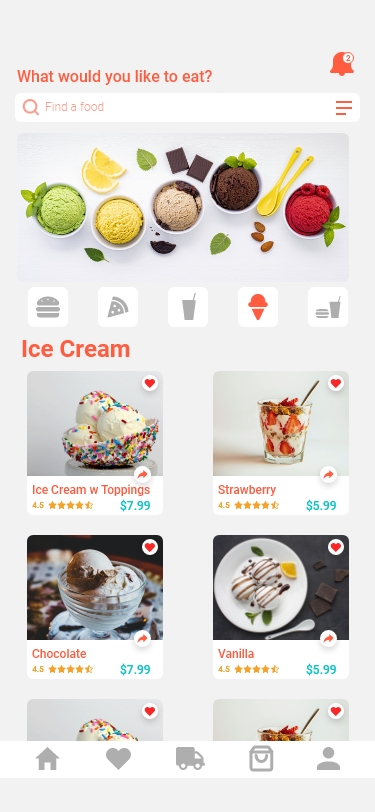 2
What would you like to eat?
Find a food
Ice Cream
Ice Cream w Toppings
4.5 $7.99
Strawberry
4.5 $5.99
Chocolate
4.5 $7.99
Vanilla
4.5 $5.99